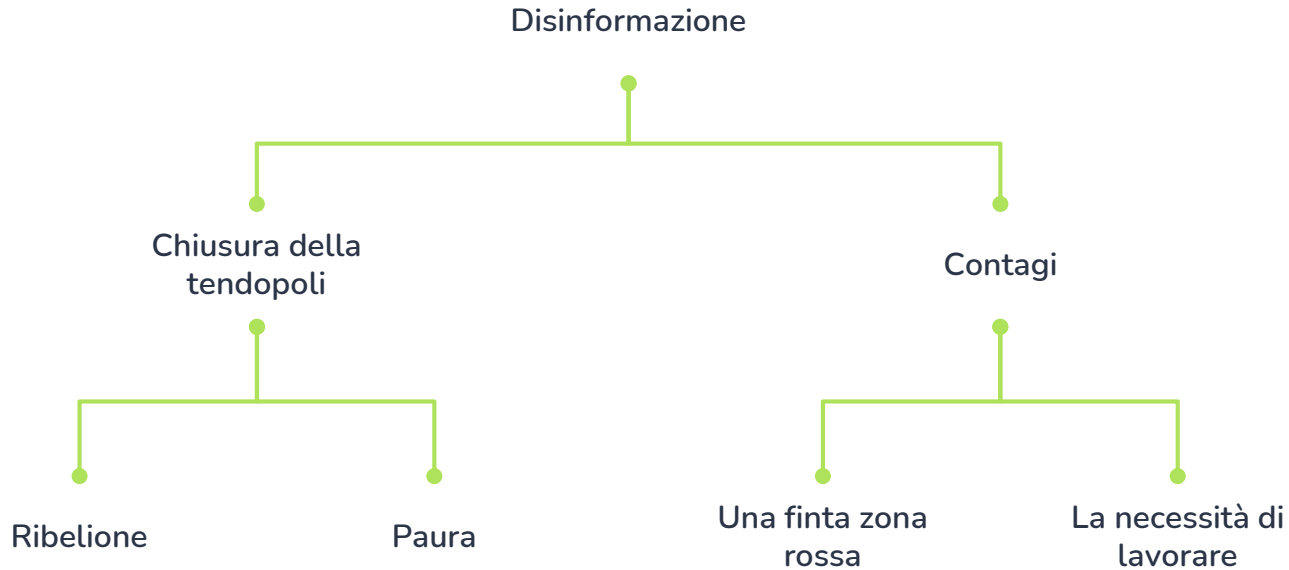 Disinformazione
Chiusura della
tendopoli
Contagi
Ribelione
Paura
Una finta zona
rossa
La necessità di
lavorare